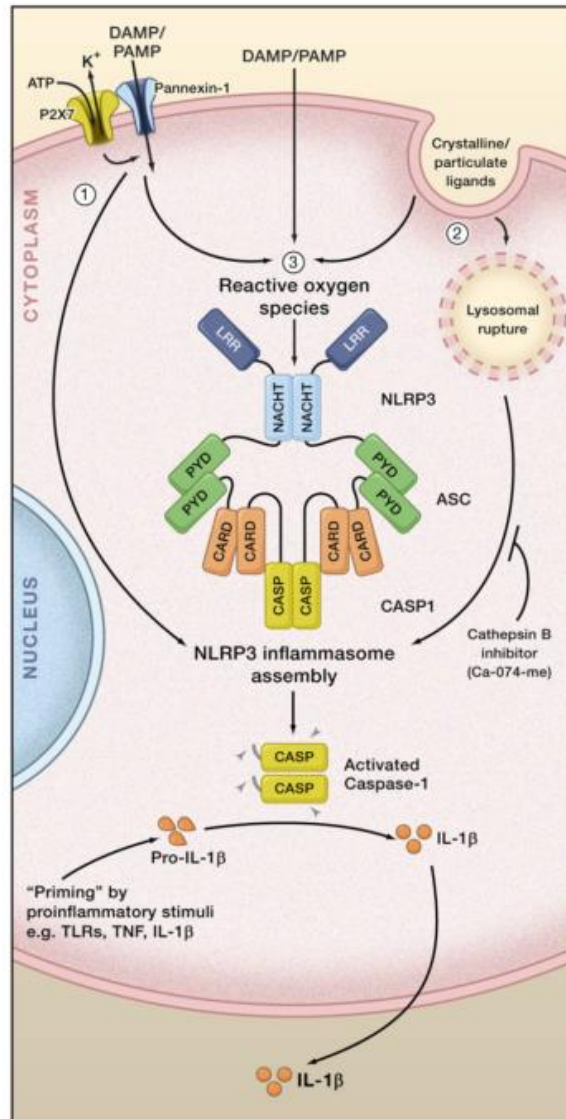 DAMP/
PAMP
K+
ATP
P2X7
Pannexin-1
DAMP/PAMP
Crystalline/
particulate
ligands
1
2
3
CYTOPLASM
Reactive oxygen
species
Lysosomal
rupture
LRR
LRR
NACHT
NACHT
NLRP3
PYD
PYD
PYD
PYD
ASC
CARD
CARD
CARD
CARD
CASP
CASP
CASP1
NUCLEUS
Cathepsin B
inhibitor
(Ca-074-me)
NLRP3 inflammasome
assembly
CASP
CASP
Activated
Caspase-1
Pro-IL-1β
IL-1β
"Priming" by
proinflammatory stimuli
e.g. TLRs, TNF, IL-1β
IL-1β